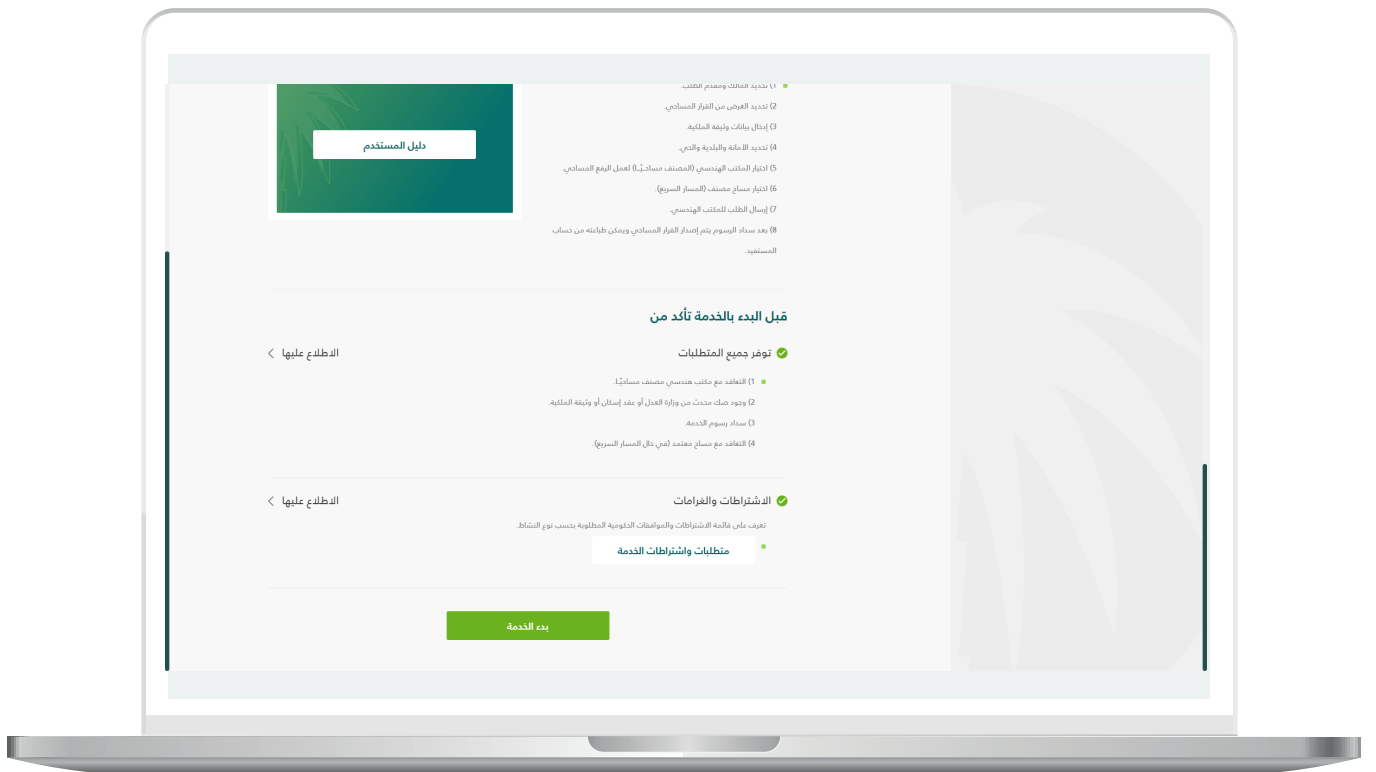 1) تحديد المالك ومقدم الطلب.
2) تحديد الغرض من القرار المساحي.
3) إدخال بيانات وثيقة الملكية.
4) تحديد الأمانة والبلدية والحي.
5) اختيار المكتب الهندسي (المصنف مساحيًـا) لعمل الرفع المساحي.
6) اختيار مساح مصنف (المسار السريع).
7) إرسال الطلب للمكتب الهندسي.
8) بعد سداد الرسوم يتم إصدار القرار المساحي ويمكن طباعته من حساب
المستفيد.
دليل المستخدم
قبل البدء بالخدمة تأكد من
توفر جميع المتطلبات
الاطلاع عليها
1) التعاقد مع مكتب هندسي مصنف مساحيًـا.
2) وجود صك محدث من وزارة العدل أو عقد إسكان أو وثيقة الملكية.
3) سداد رسوم الخدمة.
4) التعاقد مع مساح معتمد (في حال المسار السريع).
الاشتراطات والغرامات
الاطلاع عليها
تعرف على قائمة الاشتراطات والموافقات الحكومية المطلوبة بحسب نوع النشاط.
متطلبات واشتراطات الخدمة
بدء الخدمة